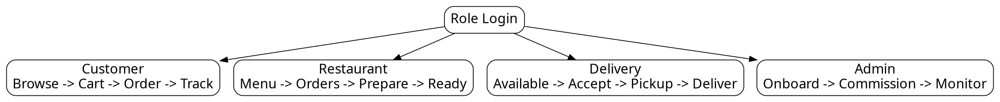 Role Login
Customer
Browse -> Cart -> Order -> Track
Restaurant
Menu -> Orders -> Prepare -> Ready
Delivery
Available -> Accept -> Pickup -> Deliver
Admin
Onboard -> Commission -> Monitor